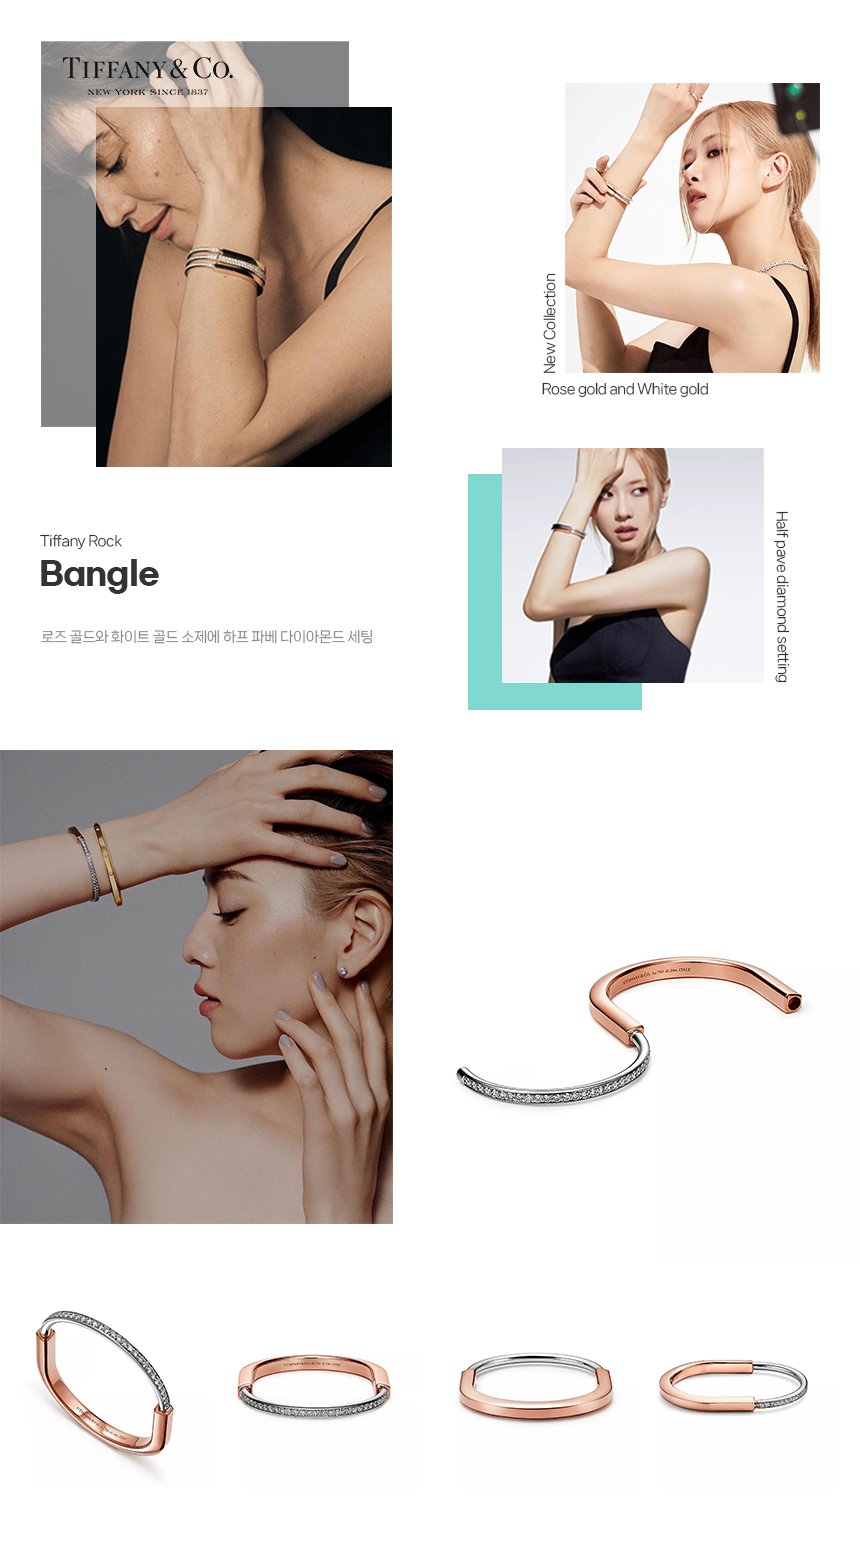 TIFFANY & CO.
NEW YORK SINCE 1837
New Collection
Rose gold and White gold
Half pave diamond setting
Tiffany Rock
Bangle
로즈 골드와 화이트 골드 소제에 하프 파베 다이아몬드 세팅